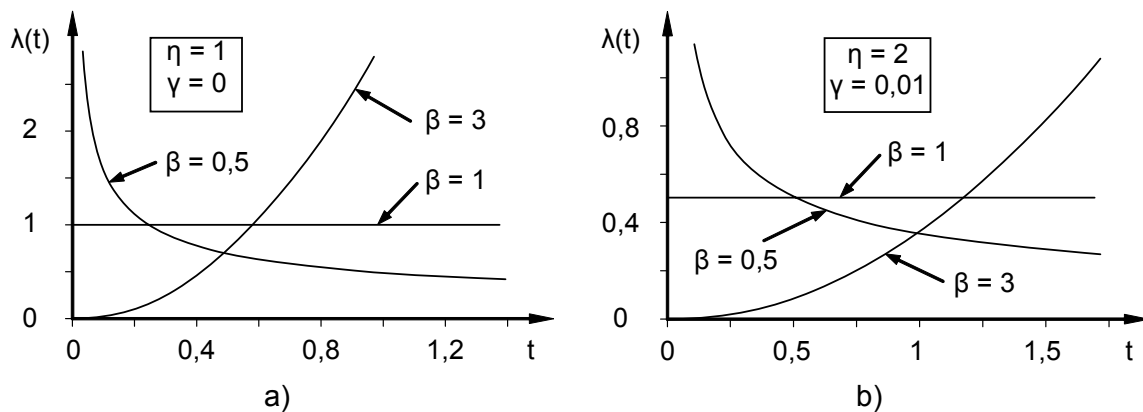 λ(t)
η = 1
γ = 0
2
β = 3
β = 0,5
β = 1
1
0
0 0,4 0,8 1,2 t
a)
λ(t)
η = 2
γ = 0,01
0,8
β = 1
0,4
β = 0,5
β = 3
0
0 0,5 1 1,5 t
b)